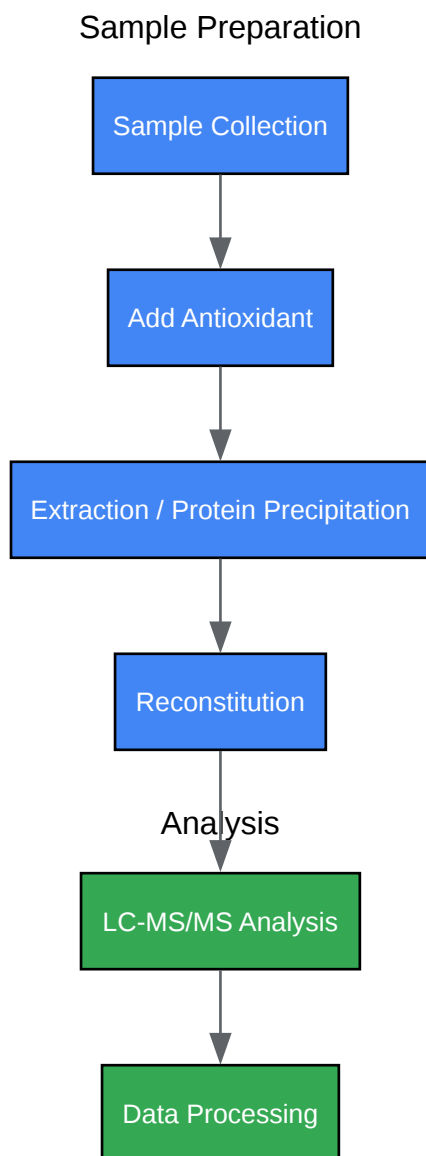 Sample Preparation
Sample Collection
Add Antioxidant
Extraction / Protein Precipitation
Reconstitution
Analysis
LC-MS/MS Analysis
Data Processing